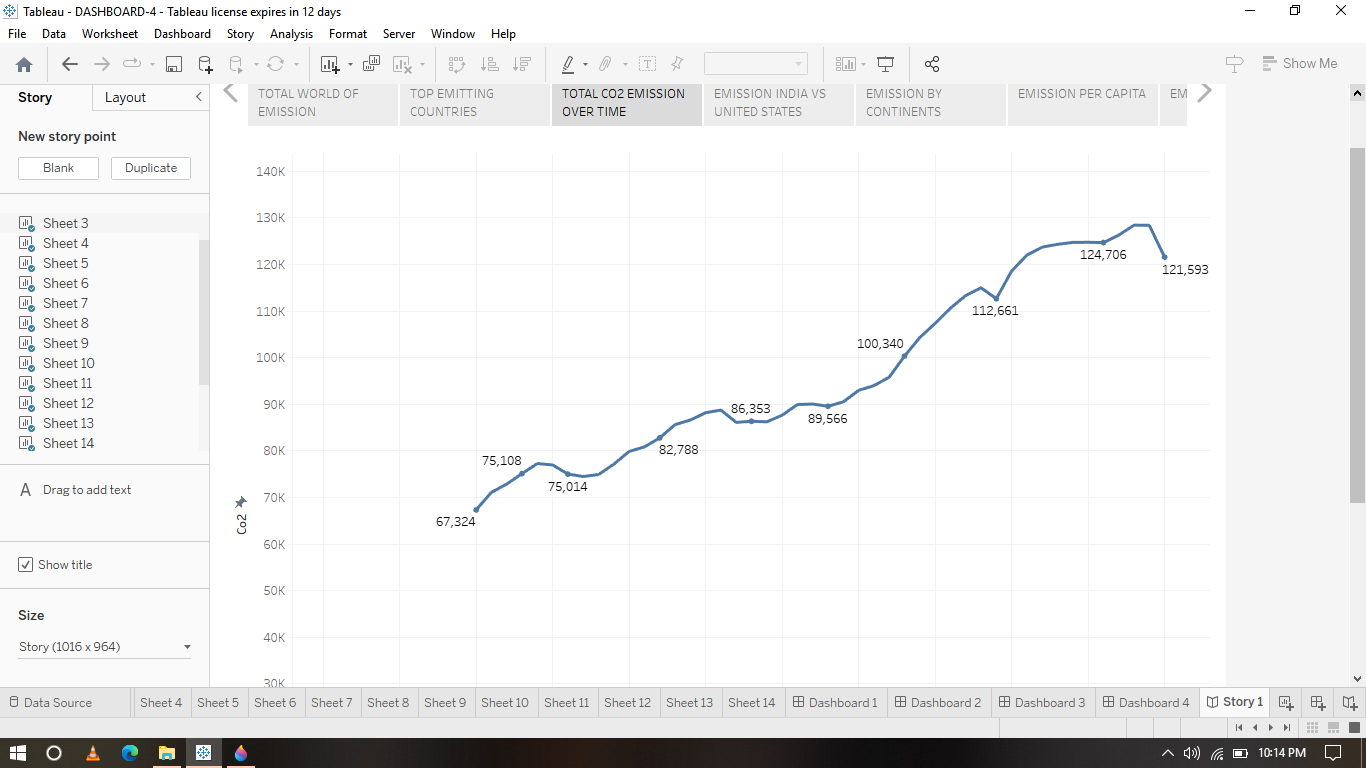 Tableau - DASHBOARD-4 - Tableau license expires in 12 days
File Data Worksheet Dashboard Story Analysis Format Server Window Help
Show Me
Story Layout
New story point
Blank Duplicate
Sheet 3
Sheet 4
Sheet 5
Sheet 6
Sheet 7
Sheet 8
Sheet 9
Sheet 10
Sheet 11
Sheet 12
Sheet 13
Sheet 14
A Drag to add text
Show title
Size
Story (1016 x 964)
TOTAL WORLD OF
EMISSION
TOP EMITTING
COUNTRIES
TOTAL CO2 EMISSION
OVER TIME
EMISSION INDIA VS
UNITED STATES
EMISSION BY
CONTINENTS
EMISSION PER CAPITA
EM
140K
130K
120K
110K
100K
90K
80K
70K
60K
50K
40K
30K
Co2
67,324
75,108
75,014
82,788
86,353
89,566
100,340
112,661
124,706
121,593
Data Source Sheet 4 Sheet 5 Sheet 6 Sheet 7 Sheet 8 Sheet 9 Sheet 10 Sheet 11 Sheet 12 Sheet 13 Sheet 14 Dashboard 1 Dashboard 2 Dashboard 3 Dashboard 4 Story 1
10:14 PM